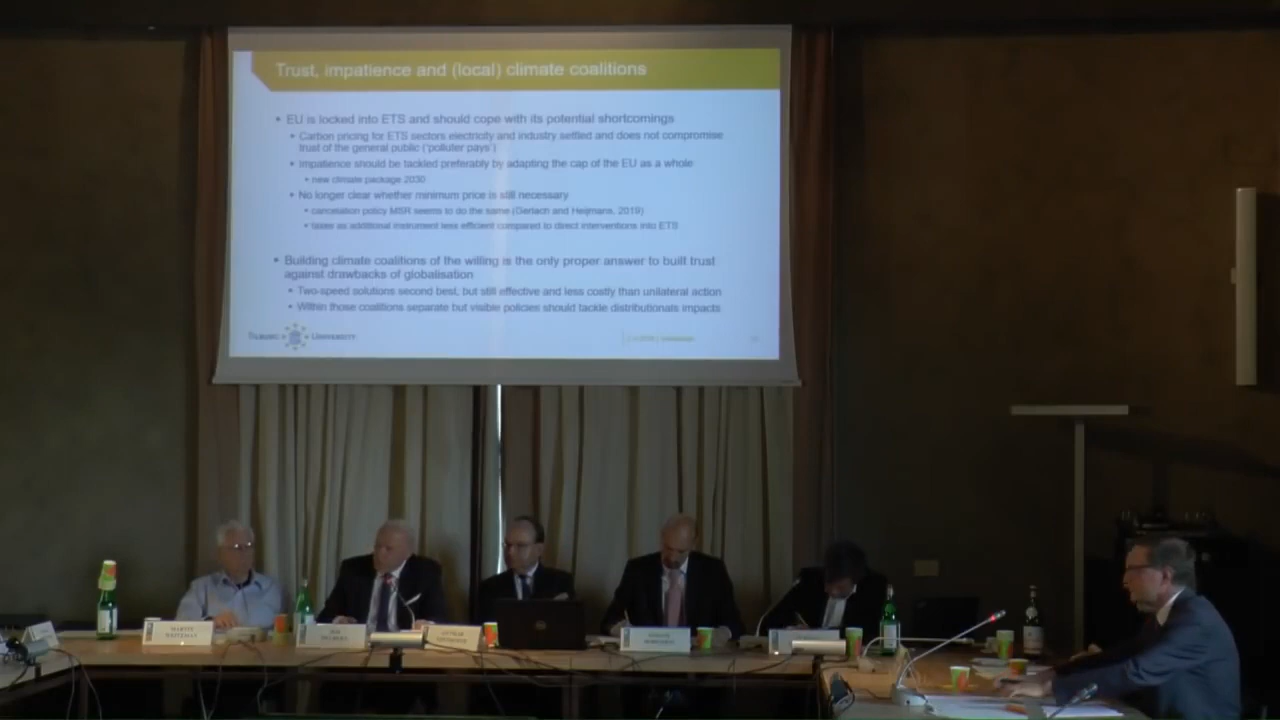 Trust, impatience and (local) climate coalitions
• EU is locked into ETS and should cope with its potential shortcomings
• Carbon pricing for ETS sectors electricity and industry settled and does not compromise
trust of the general public ('polluter pays')
• Impatience should be tackled preferably by adapting the cap of the EU as a whole
• new climate package 2030
• No longer clear whether minimum price is still necessary
• cancellation policy MSR seems to do the same (Gerlach and Heijmans, 2019)
• taxes as additional instrument less efficient compared to direct interventions into ETS
• Building climate coalitions of the willing is the only proper answer to built trust
against drawbacks of globalisation
• Two-speed solutions second best, but still effective and less costly than unilateral action
• Within those coalitions separate but visible policies should tackle distributionals impacts
TILBURG UNIVERSITY
MARTIN WEITZMAN